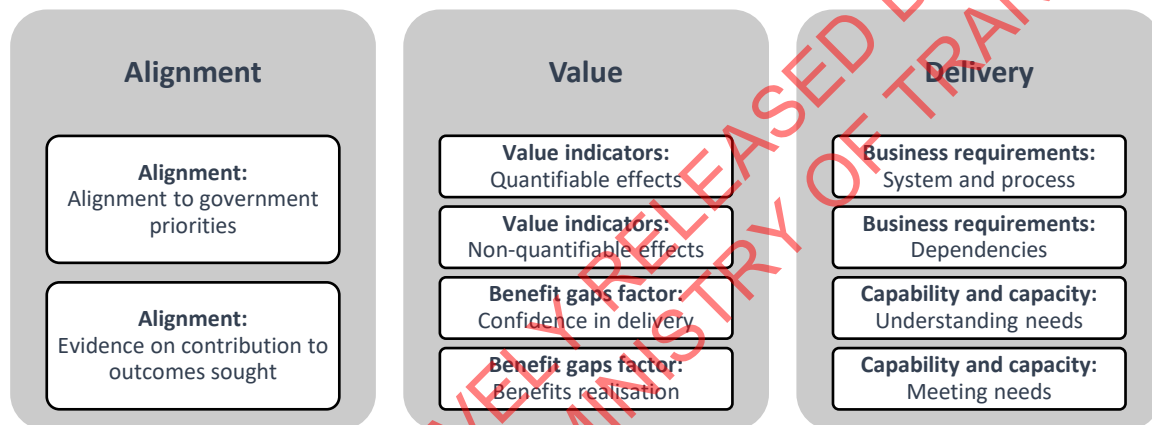 Alignment
Alignment:
Alignment to government
priorities
Alignment:
Evidence on contribution to
outcomes sought
Value
Value indicators:
Quantifiable effects
Value indicators:
Non-quantifiable effects
Benefit gaps factor:
Confidence in delivery
Benefit gaps factor:
Benefits realisation
Delivery
Business requirements:
System and process
Business requirements:
Dependencies
Capability and capacity:
Understanding needs
Capability and capacity:
Meeting needs
RELEASED
MINISTRY OF